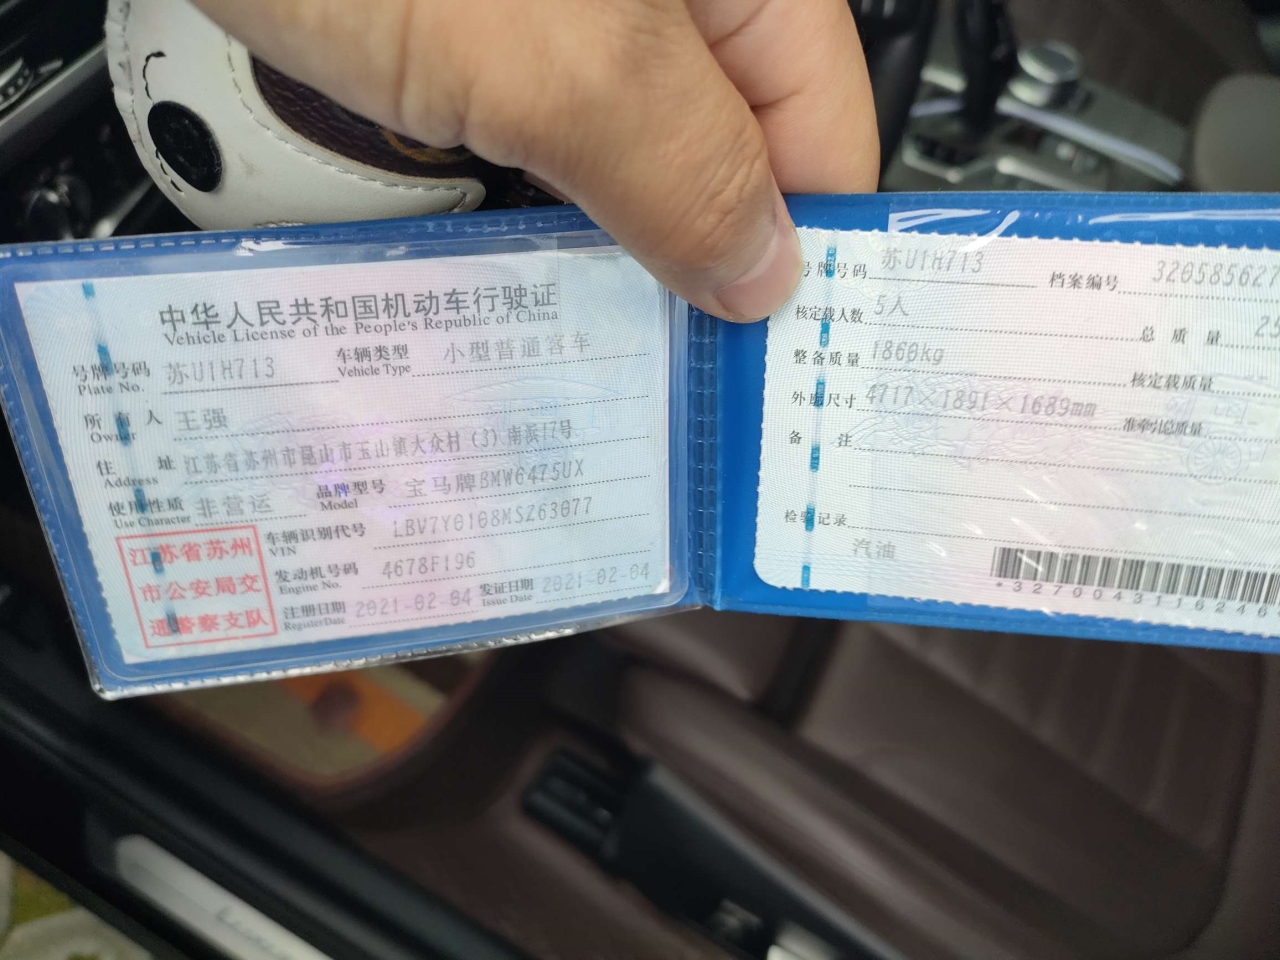 中华人民共和国机动车行驶证
Vehicle License of the People's Republic of China
号牌号码 苏U1H713 车辆类型 小型普通客车
Plate No. Vehicle Type
所有人 王强
Owner
住址 江苏省苏州市昆山市玉山镇大众村(3)南浜17号
Address
使用性质 非营运 品牌型号 宝马牌BMW6475UX
Use Character Model
江苏省苏州
市公安局交
通警察支队
车辆识别代号 LBV7Y0108MSZ63077
VIN
发动机号码 4678F196
Engine No.
注册日期 2021-02-04 发证日期 2021-02-04
Register Date Issue Date
号牌号码 苏U1H713 档案编号 320585627
核定载人数 5人 总质量
整备质量 1860kg 核定载质量
外廓尺寸 4717×1891×1689mm 准牵引总质量
备注
检验记录
汽油
*3270043116246